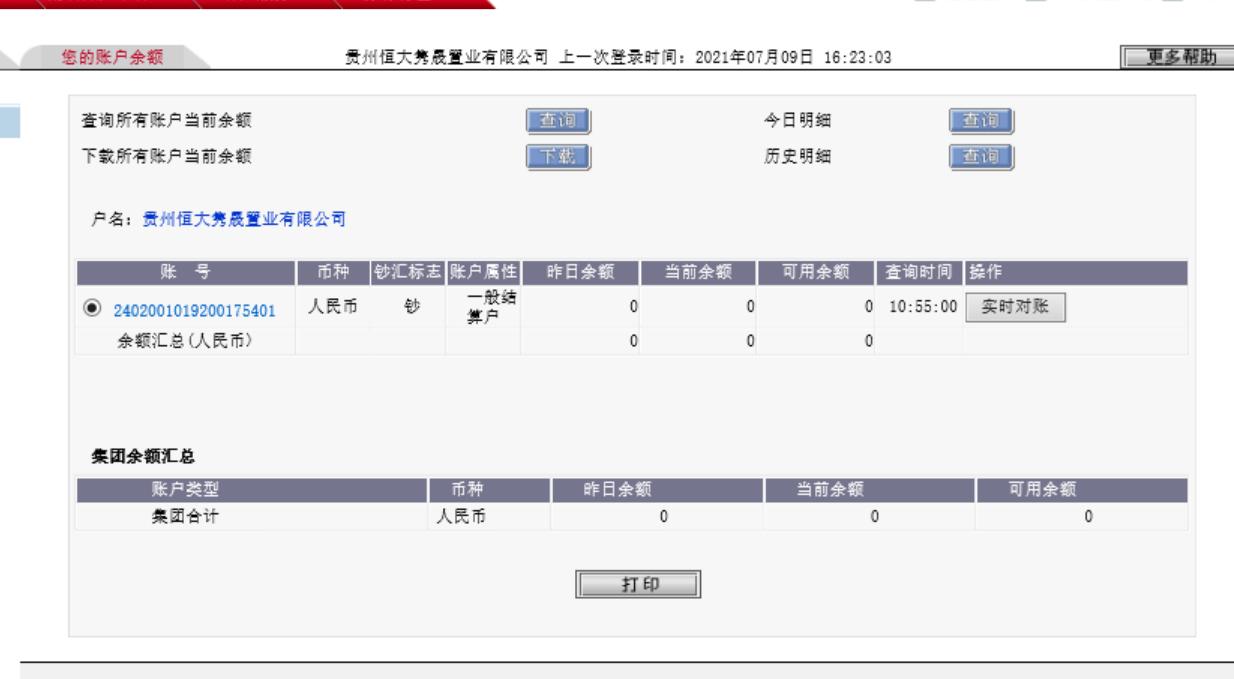 您的账户余额 贵州恒大隽晟置业有限公司 上一次登录时间：2021年07月09日 16:23:03 更多帮助
查询所有账户当前余额 查询 今日明细 查询
下载所有账户当前余额 下载 历史明细 查询
户名：贵州恒大隽晟置业有限公司
账 号 币种 钞汇标志 账户属性 昨日余额 当前余额 可用余额 查询时间 操作
2402001019200175401 人民币 钞 一般结算户 0 0 0 10:55:00 实时对账
余额汇总(人民币) 0 0 0
集团余额汇总
账户类型 币种 昨日余额 当前余额 可用余额
集团合计 人民币 0 0 0
打印